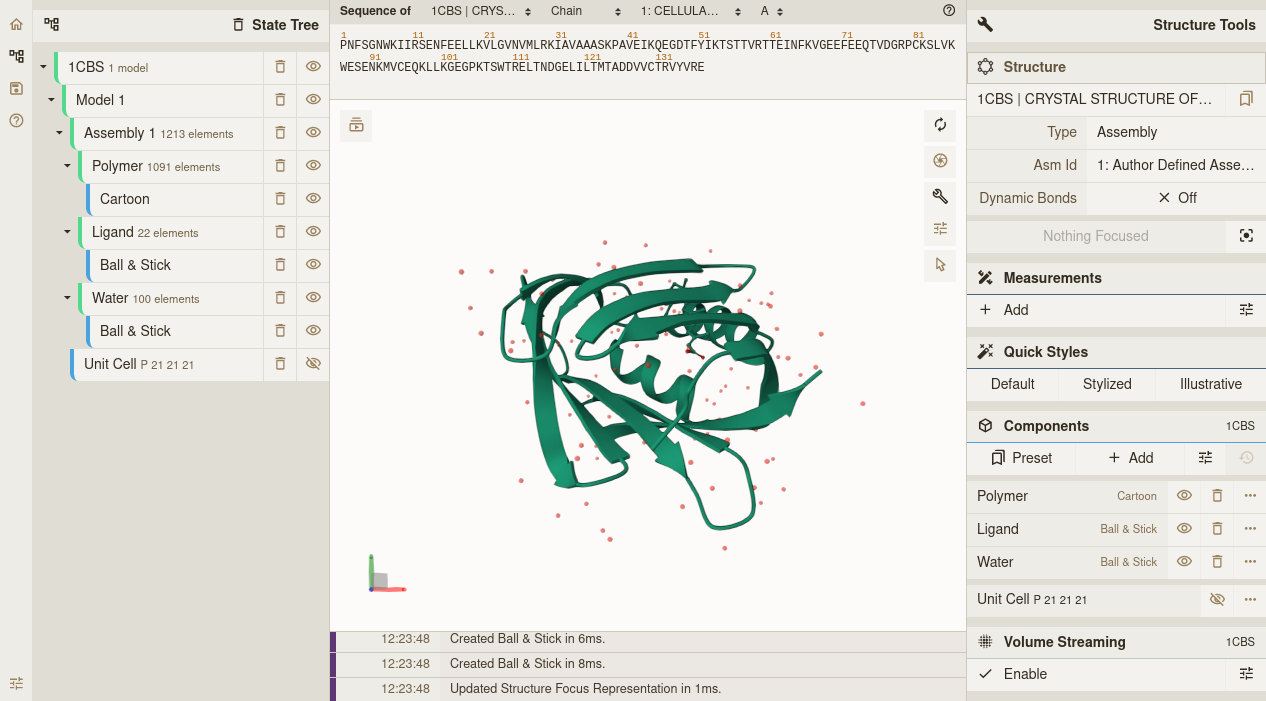 State Tree
1CBS 1 model
Model 1
Assembly 1 1213 elements
Polymer 1091 elements
Cartoon
Ligand 22 elements
Ball & Stick
Water 100 elements
Ball & Stick
Unit Cell P 21 21 21
Sequence of 1CBS | CRYS... Chain 1: CELLULA... A
1 11 21 31 41 51 61 71 81
PNFSGNWKIIRSENFEELLKVLGVNVMLRKIAVAAASKPAVEIKQEGDTFYIKTSTTVRTTEINFKVGEEFEEQTVDGRPCKSLVK
91 101 111 121 131
WESENKMVCEQKLLKGEGPKTSWTRELTNDGELILTMTADDVVCTRVYVRE
12:23:48 Created Ball & Stick in 6ms.
12:23:48 Created Ball & Stick in 8ms.
12:23:48 Updated Structure Focus Representation in 1ms.
Structure Tools
Structure
1CBS | CRYSTAL STRUCTURE OF...
Type Assembly
Asm Id 1: Author Defined Asse...
Dynamic Bonds Off
Nothing Focused
Measurements
Add
Quick Styles
Default Stylized Illustrative
Components 1CBS
Preset Add
Polymer Cartoon
Ligand Ball & Stick
Water Ball & Stick
Unit Cell P 21 21 21
Volume Streaming 1CBS
Enable